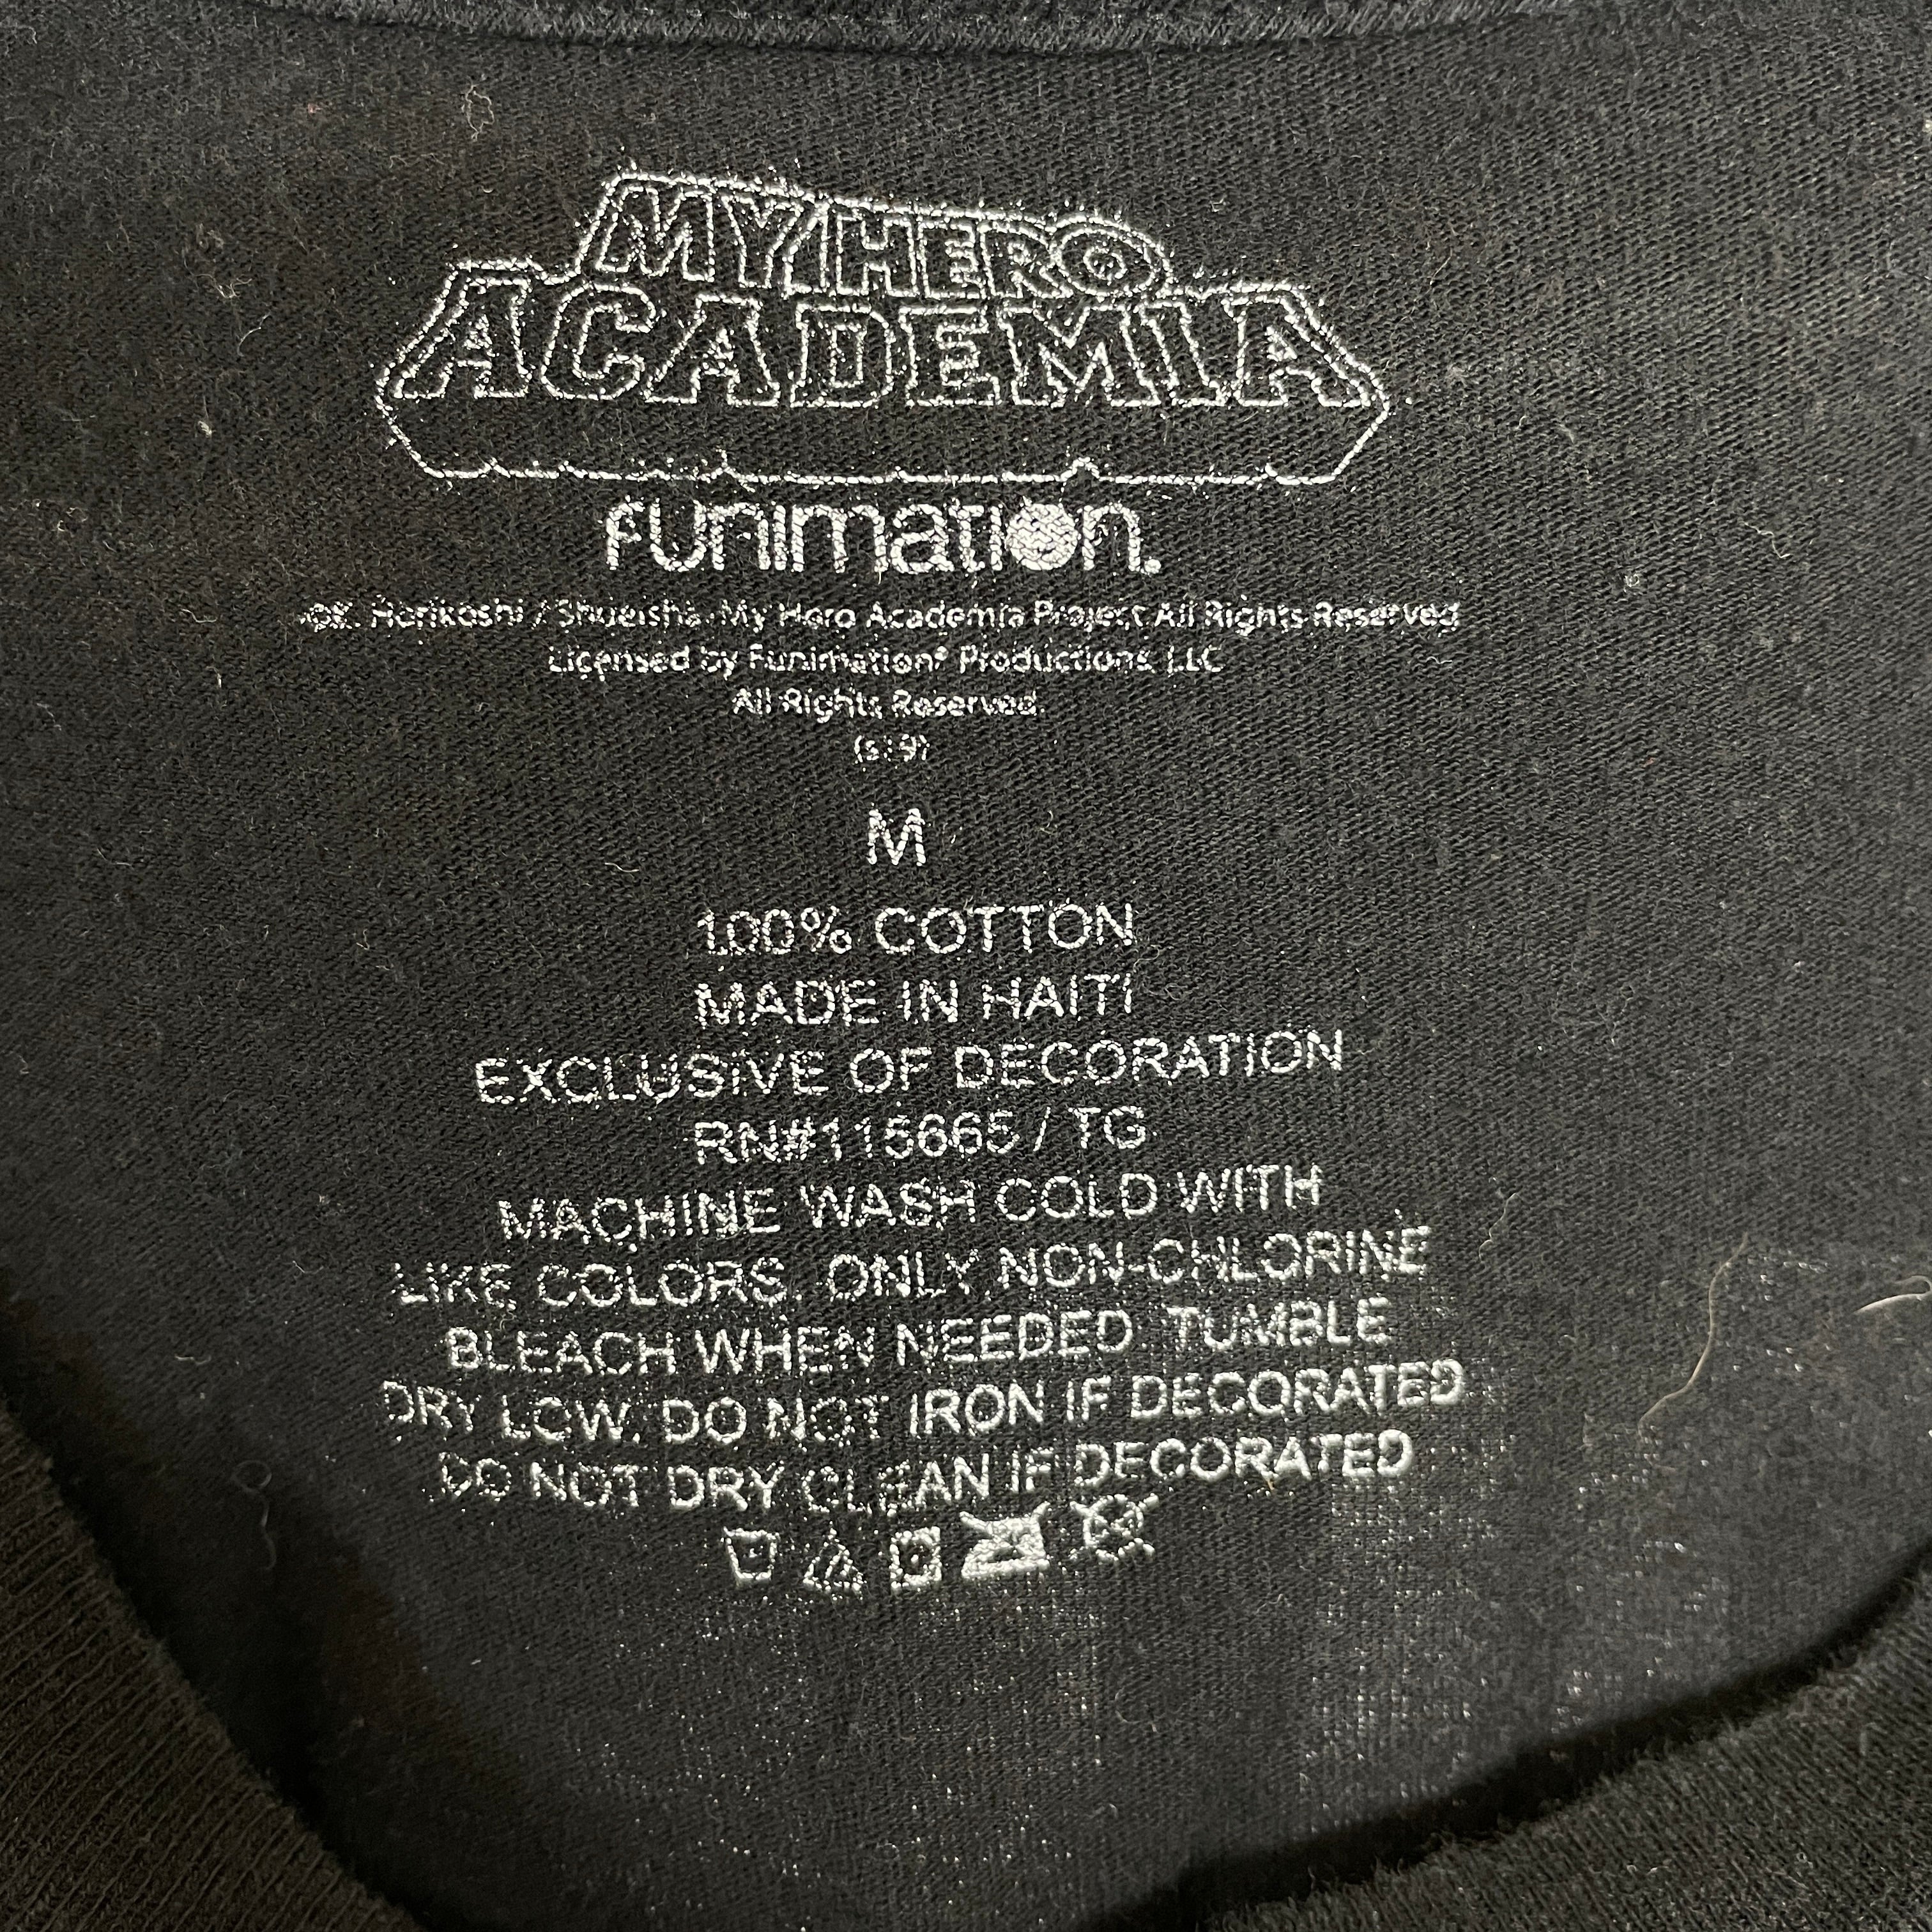 MY HERO
ACADEMIA
FUNIMATION.
©K. Horikoshi / Shueisha, My Hero Academia Project All Rights Reserved
Licensed by Funimation® Productions, LLC
All Rights Reserved.
M
100% COTTON
MADE IN HAITI
EXCLUSIVE OF DECORATION
RN#115665 / TG
MACHINE WASH COLD WITH
LIKE COLORS, ONLY NON-CHLORINE
BLEACH WHEN NEEDED TUMBLE
DRY LOW. DO NOT IRON IF DECORATED
DO NOT DRY CLEAN IF DECORATED